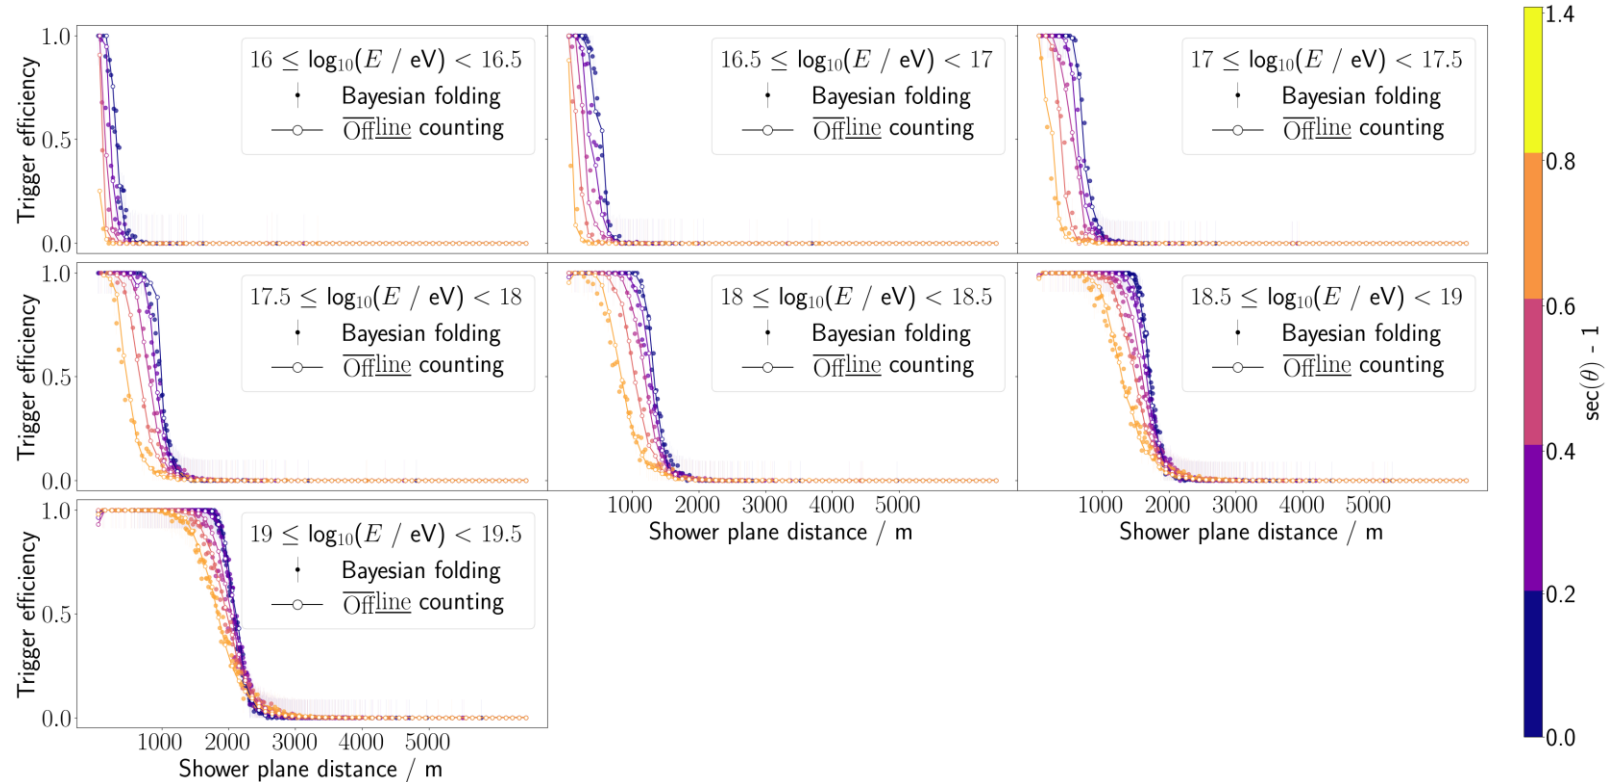 1.0
0.5
0.0
Trigger efficiency
16 ≤ log₁₀(E / eV) < 16.5
Bayesian folding
Offline counting
16.5 ≤ log₁₀(E / eV) < 17
Bayesian folding
Offline counting
17 ≤ log₁₀(E / eV) < 17.5
Bayesian folding
Offline counting
1.0
0.5
0.0
Trigger efficiency
17.5 ≤ log₁₀(E / eV) < 18
Bayesian folding
Offline counting
18 ≤ log₁₀(E / eV) < 18.5
Bayesian folding
Offline counting
1000 2000 3000 4000 5000
Shower plane distance / m
18.5 ≤ log₁₀(E / eV) < 19
Bayesian folding
Offline counting
1000 2000 3000 4000 5000
Shower plane distance / m
1.0
0.5
0.0
Trigger efficiency
19 ≤ log₁₀(E / eV) < 19.5
Bayesian folding
Offline counting
1000 2000 3000 4000 5000
Shower plane distance / m
1.4
0.8
0.6
0.4
0.2
0.0
sec(θ) - 1